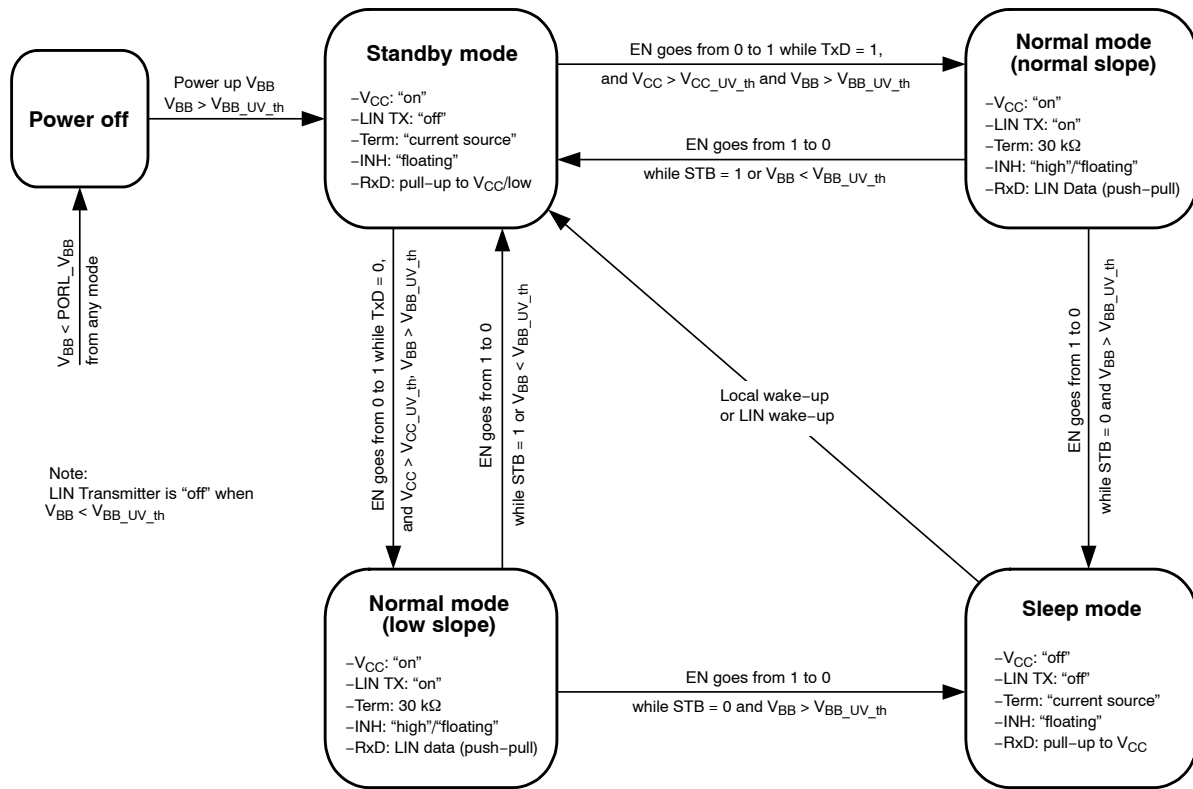 Power off
Power up VBB
VBB > VBB_UV_th
VBB < PORL_VBB
from any mode
Note:
LIN Transmitter is “off” when
VBB < VBB_UV_th
Standby mode
−VCC: “on”
−LIN TX: “off”
−Term: “current source”
−INH: “floating”
−RxD: pull−up to VCC/low
EN goes from 0 to 1 while TxD = 1,
and VCC > VCC_UV_th and VBB > VBB_UV_th
EN goes from 1 to 0
while STB = 1 or VBB < VBB_UV_th
Normal mode
(normal slope)
−VCC: “on”
−LIN TX: “on”
−Term: 30 kΩ
−INH: “high”/“floating”
−RxD: LIN Data (push−pull)
EN goes from 0 to 1 while TxD = 0,
and VCC > VCC_UV_th, VBB > VBB_UV_th
EN goes from 1 to 0
while STB = 1 or VBB < VBB_UV_th
Local wake−up
or LIN wake−up
EN goes from 1 to 0
while STB = 0 and VBB > VBB_UV_th
Normal mode
(low slope)
−VCC: “on”
−LIN TX: “on”
−Term: 30 kΩ
−INH: “high”/“floating”
−RxD: LIN data (push−pull)
EN goes from 1 to 0
while STB = 0 and VBB > VBB_UV_th
Sleep mode
−VCC: “off”
−LIN TX: “off”
−Term: “current source”
−INH: “floating”
−RxD: pull−up to VCC